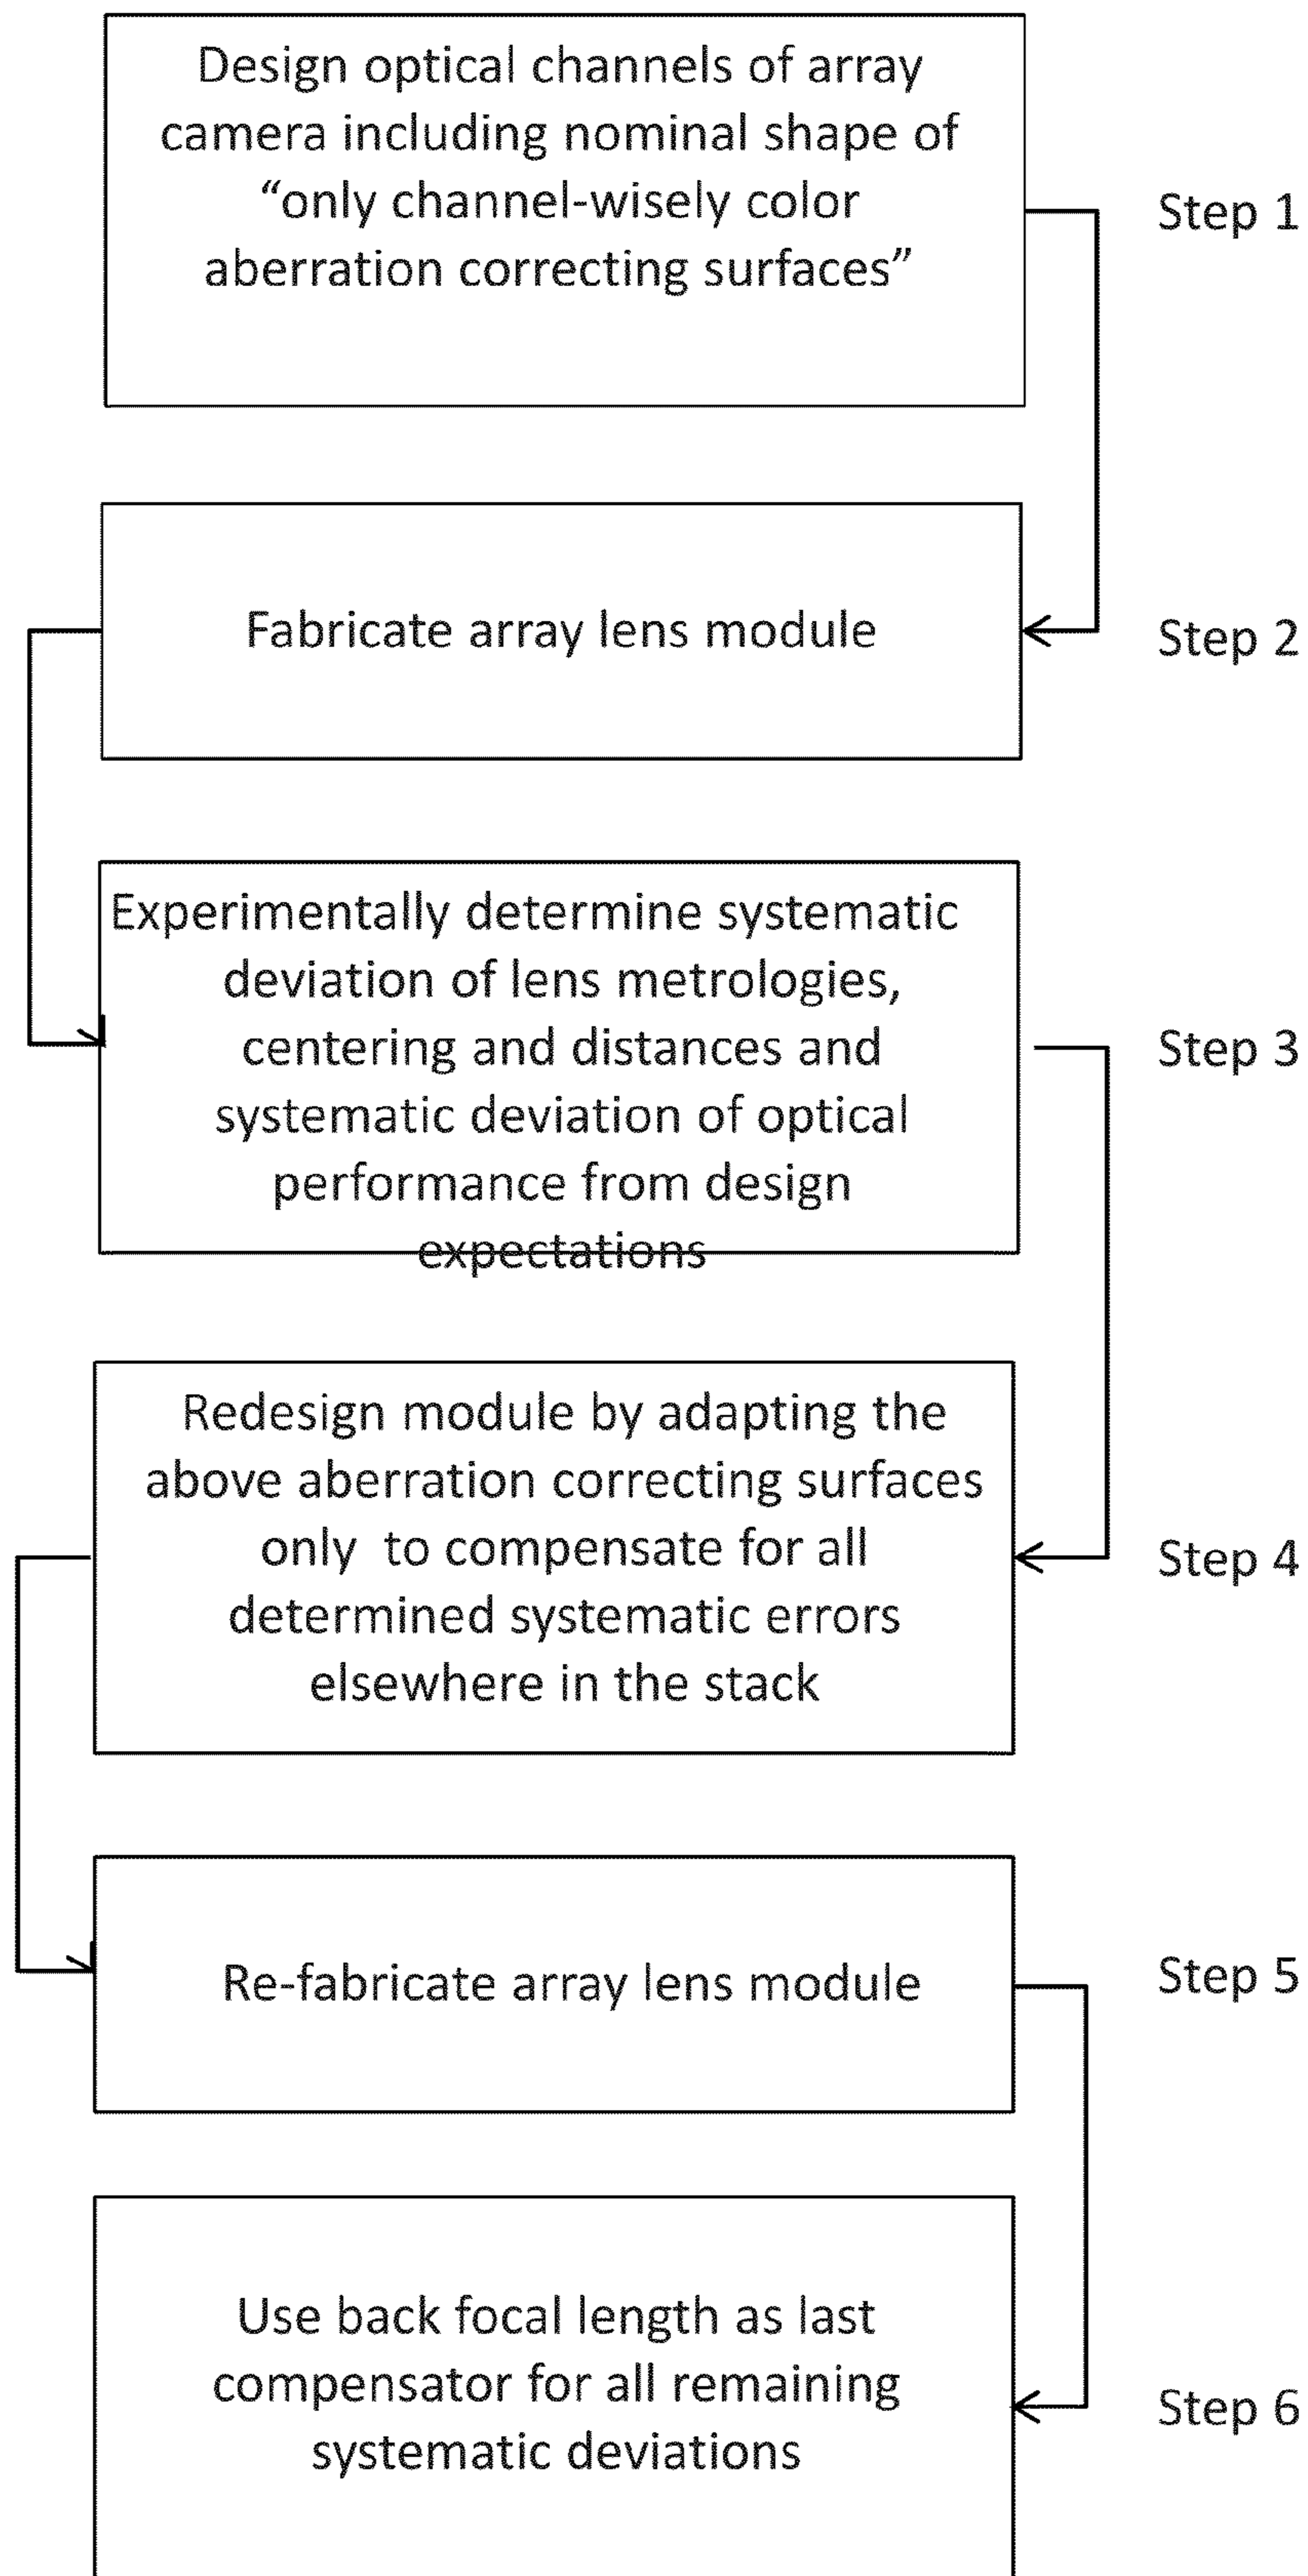 Design optical channels of array
camera including nominal shape of
“only channel-wisely color
aberration correcting surfaces”
Step 1
Fabricate array lens module
Step 2
Experimentally determine systematic
deviation of lens metrologies,
centering and distances and
systematic deviation of optical
performance from design
expectations
Step 3
Redesign module by adapting the
above aberration correcting surfaces
only  to compensate for all
determined systematic errors
elsewhere in the stack
Step 4
Re-fabricate array lens module
Step 5
Use back focal length as last
compensator for all remaining
systematic deviations
Step 6